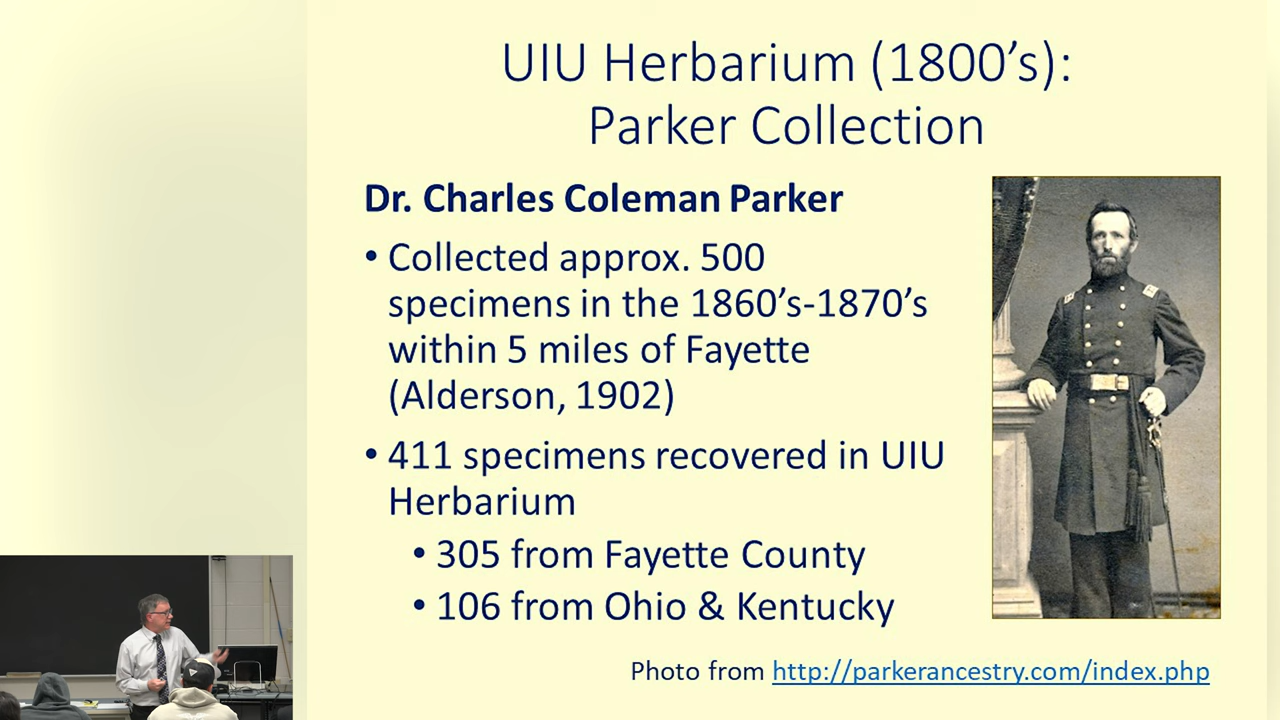 UIU Herbarium (1800’s):
Parker Collection
Dr. Charles Coleman Parker
• Collected approx. 500
specimens in the 1860’s-1870’s
within 5 miles of Fayette
(Alderson, 1902)
• 411 specimens recovered in UIU
Herbarium
• 305 from Fayette County
• 106 from Ohio & Kentucky
Photo from http://parkerancestry.com/index.php